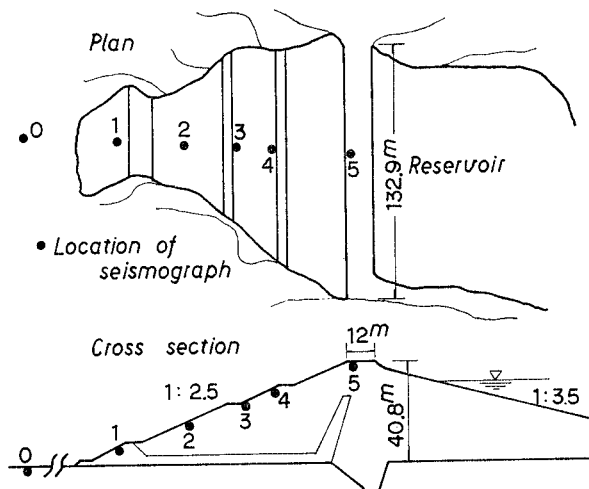 Plan
0
1
2
3
4
5
Reservoir
132.9m
Location of
seismograph
Cross section
12m
1:2.5
1:3.5
40.8m
0
1
2
3
4
5